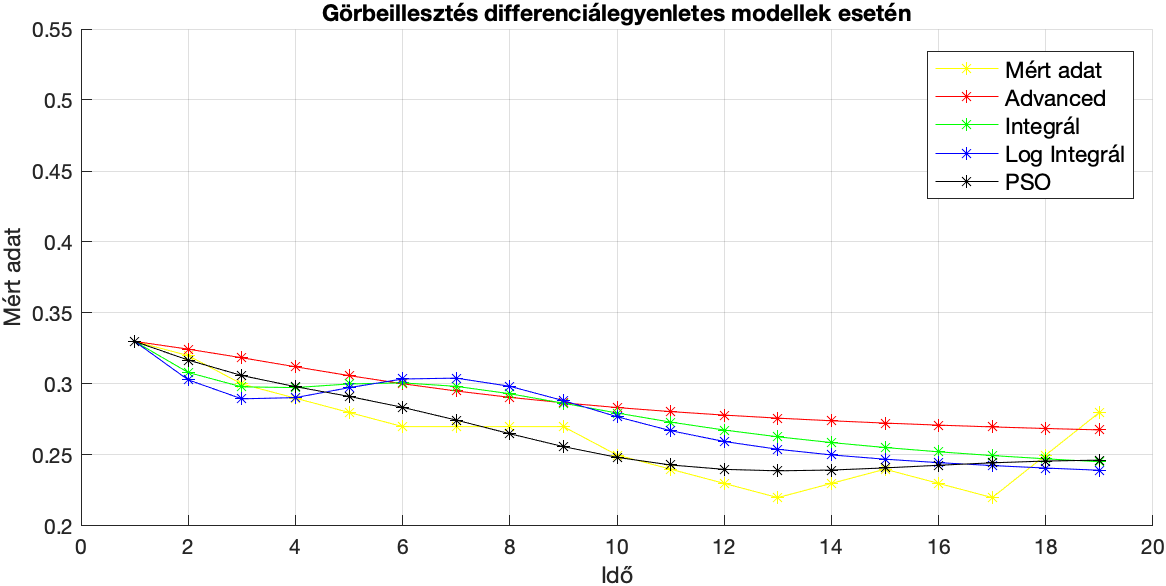 Görbeillesztés differenciálegyenletes modellek esetén
0.55
0.5
0.45
0.4
0.35
0.3
0.25
0.2
Mért adat
Mért adat
Advanced
Integrál
Log Integrál
PSO
0 2 4 6 8 10 12 14 16 18 20
Idő